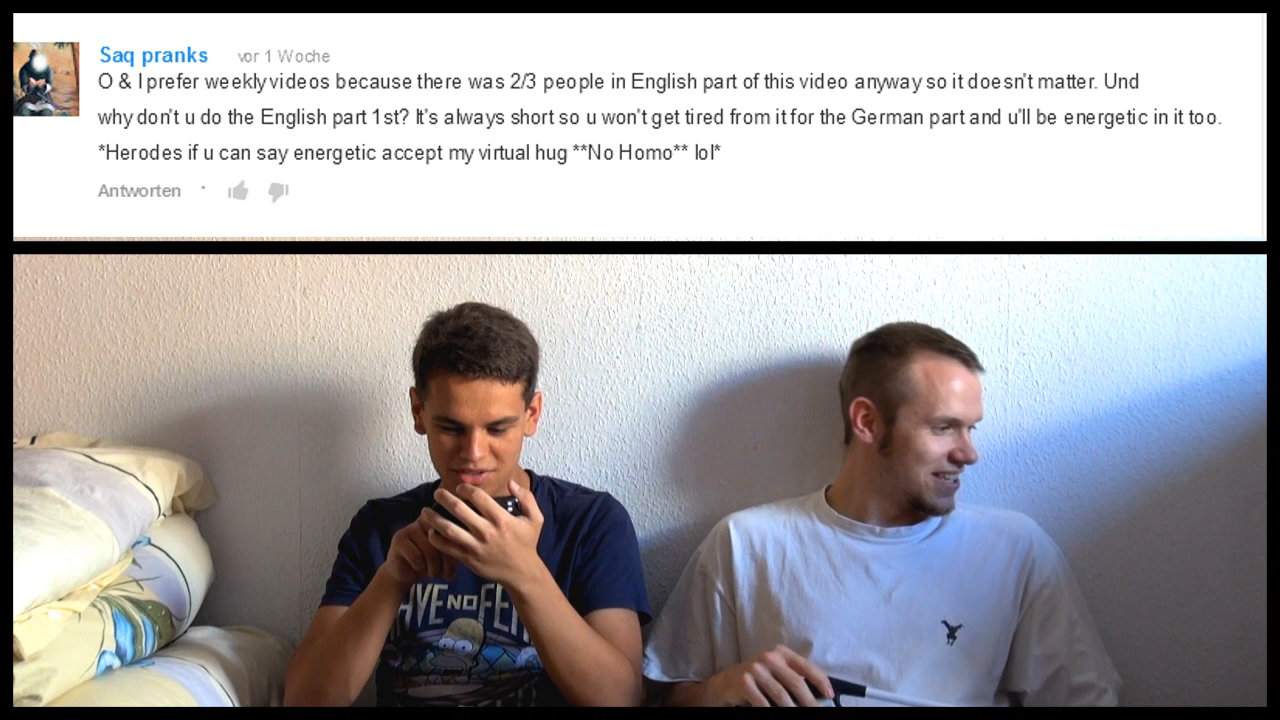 Saq pranks vor 1 Woche
O & I prefer weekly videos because there was 2/3 people in English part of this video anyway so it doesn't matter. Und
why don't u do the English part 1st? It's always short so u won't get tired from it for the German part and u'll be energetic in it too.
*Herodes if u can say energetic accept my virtual hug **No Homo** lol*
Antworten
NO